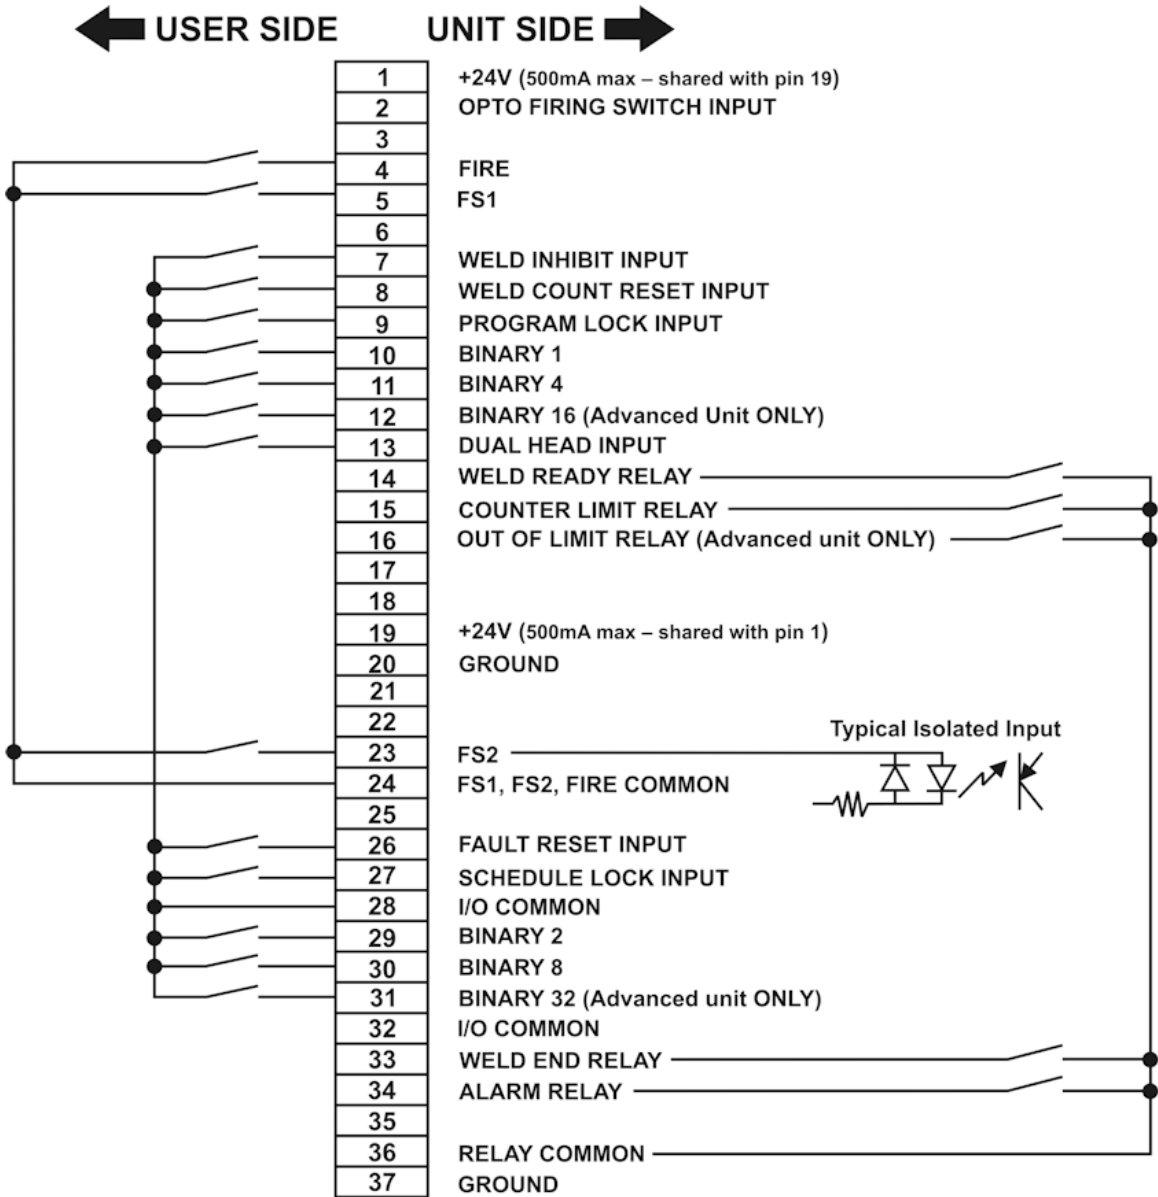 USER SIDE UNIT SIDE
1 +24V (500mA max – shared with pin 19)
2 OPTO FIRING SWITCH INPUT
3
4 FIRE
5 FS1
6
7 WELD INHIBIT INPUT
8 WELD COUNT RESET INPUT
9 PROGRAM LOCK INPUT
10 BINARY 1
11 BINARY 4
12 BINARY 16 (Advanced Unit ONLY)
13 DUAL HEAD INPUT
14 WELD READY RELAY
15 COUNTER LIMIT RELAY
16 OUT OF LIMIT RELAY (Advanced unit ONLY)
17
18
19 +24V (500mA max – shared with pin 1)
20 GROUND
21
22
Typical Isolated Input
23 FS2
24 FS1, FS2, FIRE COMMON
25
26 FAULT RESET INPUT
27 SCHEDULE LOCK INPUT
28 I/O COMMON
29 BINARY 2
30 BINARY 8
31 BINARY 32 (Advanced unit ONLY)
32 I/O COMMON
33 WELD END RELAY
34 ALARM RELAY
35
36 RELAY COMMON
37 GROUND